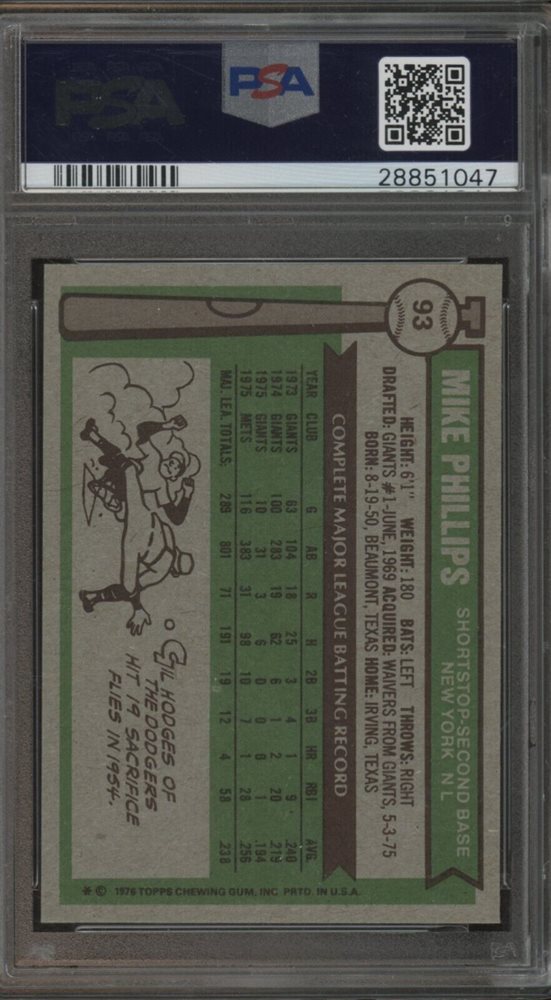 PSA
PSA
28851047
93
MIKE PHILLIPS
SHORTSTOP-SECOND BASE
NEW YORK N L
HEIGHT: 6'1" WEIGHT: 180 BATS: LEFT THROWS: RIGHT
DRAFTED: GIANTS #1-JUNE, 1969 ACQUIRED: WAIVERS FROM GIANTS, 5-3-75
BORN: 8-19-50, BEAUMONT, TEXAS HOME: IRVING, TEXAS
COMPLETE MAJOR LEAGUE BATTING RECORD
YEAR CLUB G AB R H 2B 3B HR RBI AVG.
1973 GIANTS 63 104 18 25 3 4 1 9 .240
1974 GIANTS 100 283 19 62 6 1 2 20 .219
1975 GIANTS 10 31 3 6 0 0 0 1 .194
1975 METS 116 383 31 98 10 7 1 28 .256
MAJ. LEA. TOTALS: 289 801 71 191 19 12 4 58 .238
GIL HODGES OF
THE DODGERS
HIT 19 SACRIFICE
FLIES IN 1954.
* © 1976 TOPPS CHEWING GUM, INC. PRTD. IN U.S.A.